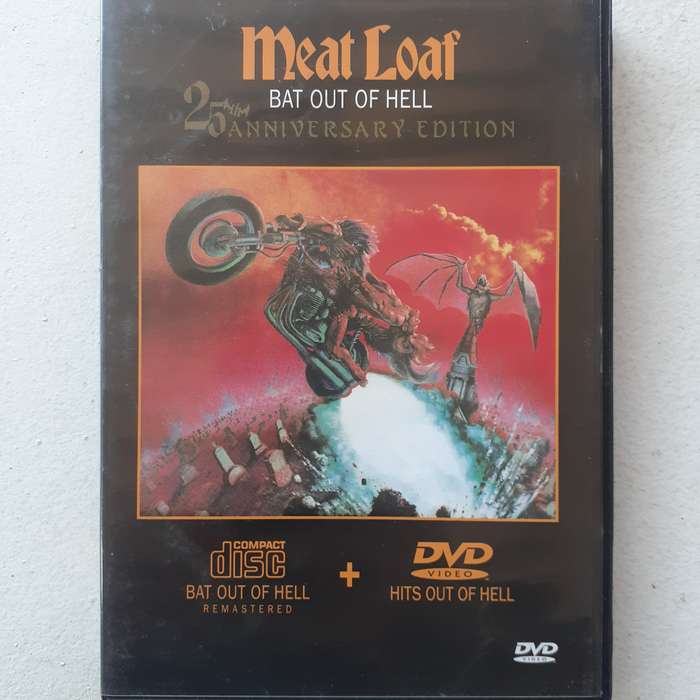 Meat Loaf
BAT OUT OF HELL
25TH
ANNIVERSARY EDITION
COMPACT
disc
BAT OUT OF HELL
REMASTERED
+
DVD
VIDEO
HITS OUT OF HELL
DVD
VIDEO